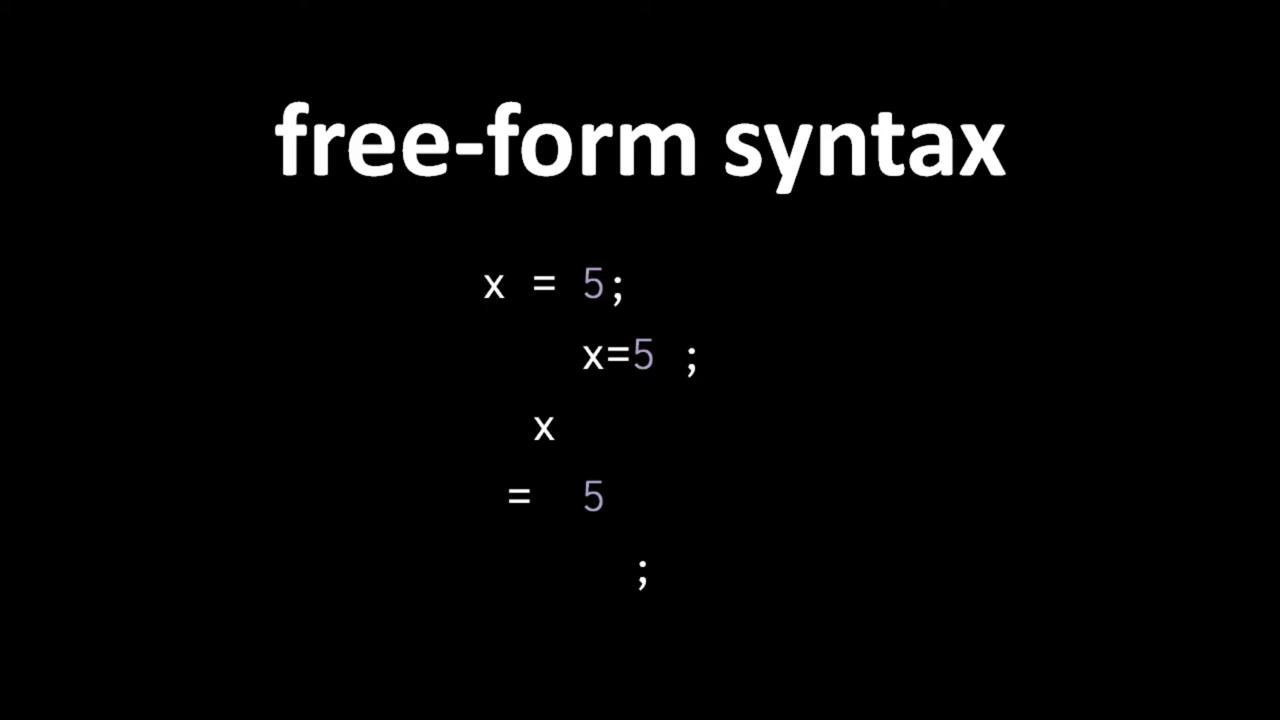 free-form syntax
x = 5;
x=5 ;
x
= 5
;